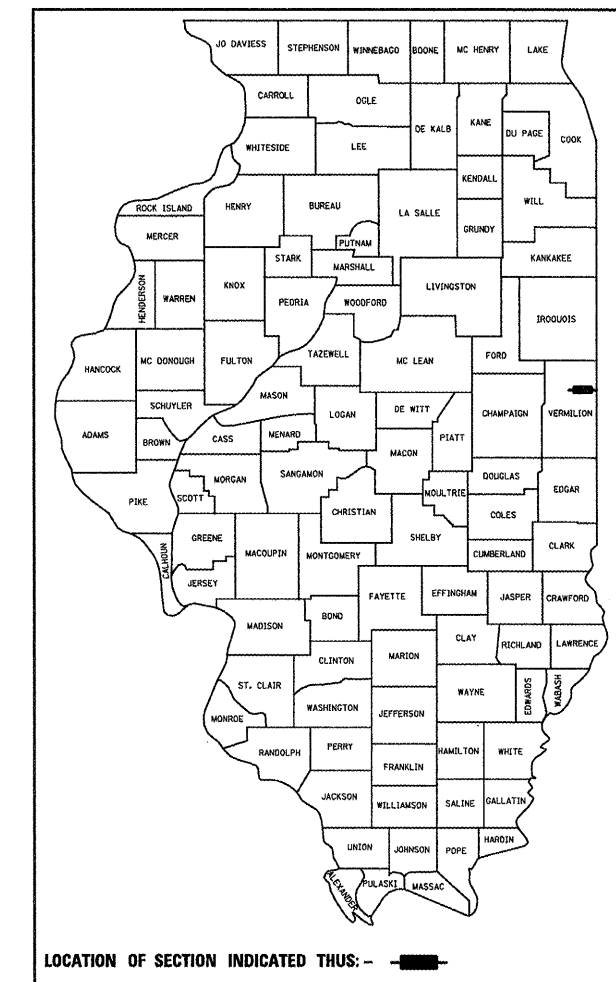 JO DAVIESS
STEPHENSON
WINNEBAGO
BOONE
MC HENRY
LAKE
CARROLL
OGLE
DE KALB
KANE
DU PAGE
COOK
WHITESIDE
LEE
KENDALL
WILL
ROCK ISLAND
HENRY
BUREAU
LA SALLE
GRUNDY
MERCER
PUTNAM
STARK
MARSHALL
KANKAKEE
HENDERSON
WARREN
KNOX
PEORIA
WOODFORD
LIVINGSTON
IROQUOIS
HANCOCK
MC DONOUGH
FULTON
TAZEWELL
MC LEAN
FORD
SCHUYLER
MASON
LOGAN
DE WITT
CHAMPAIGN
VERMILION
ADAMS
BROWN
CASS
MENARD
MACON
PIATT
PIKE
SCOTT
MORGAN
SANGAMON
CHRISTIAN
MOULTRIE
DOUGLAS
EDGAR
COLES
CALHOUN
GREENE
MACOUPIN
MONTGOMERY
SHELBY
CUMBERLAND
CLARK
JERSEY
FAYETTE
EFFINGHAM
JASPER
CRAWFORD
MADISON
BOND
CLAY
RICHLAND
LAWRENCE
CLINTON
MARION
ST. CLAIR
WAYNE
EDWARDS
WABASH
WASHINGTON
JEFFERSON
MONROE
RANDOLPH
PERRY
HAMILTON
WHITE
FRANKLIN
JACKSON
WILLIAMSON
SALINE
GALLATIN
UNION
JOHNSON
POPE
HARDIN
ALEXANDER
PULASKI
MASSAC
LOCATION OF SECTION INDICATED THUS: -